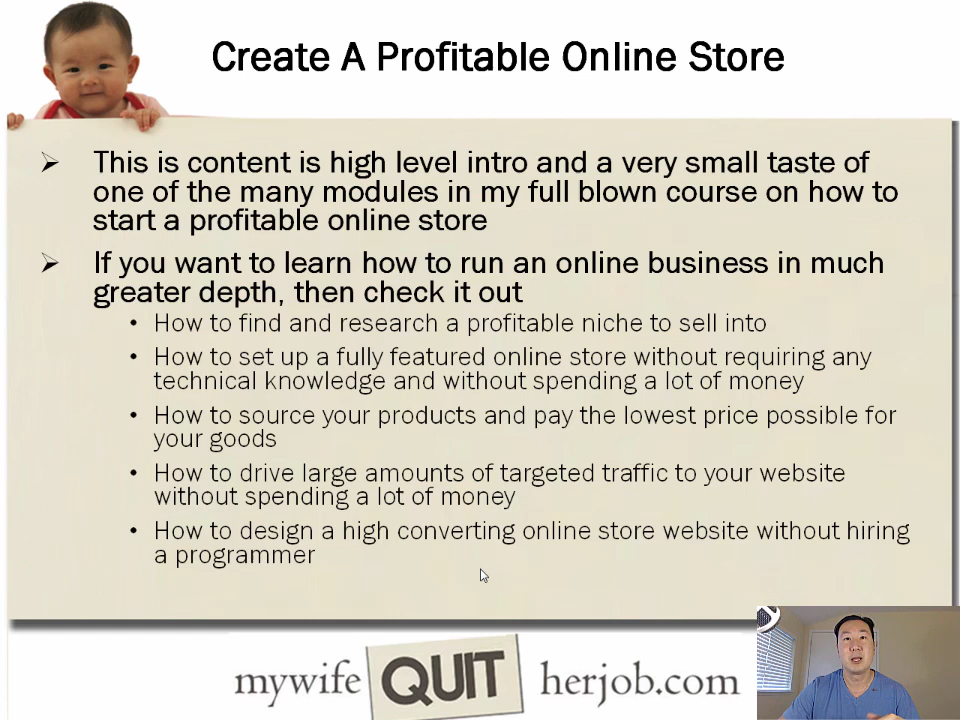 Create A Profitable Online Store
This is content is high level intro and a very small taste of
one of the many modules in my full blown course on how to
start a profitable online store
If you want to learn how to run an online business in much
greater depth, then check it out
• How to find and research a profitable niche to sell into
• How to set up a fully featured online store without requiring any
technical knowledge and without spending a lot of money
• How to source your products and pay the lowest price possible for
your goods
• How to drive large amounts of targeted traffic to your website
without spending a lot of money
• How to design a high converting online store website without hiring
a programmer
mywife QUIT herjob.com